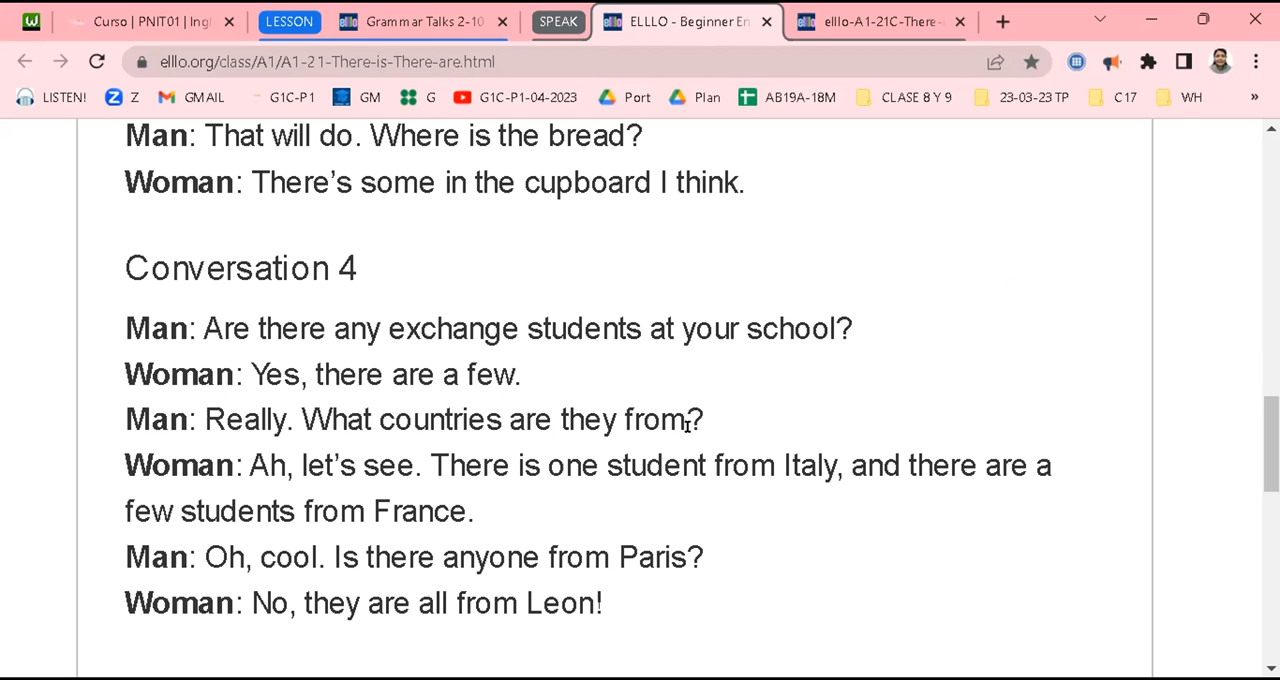 Curso | PNIT01 | Ingl
LESSON
Grammar Talks 2-10
SPEAK
ELLLO - Beginner En
elllo-A1-21C-There-
elllo.org/class/A1/A1-21-There-is-There-are.html
LISTEN!
Z
GMAIL
G1C-P1
GM
G
G1C-P1-04-2023
Port
Plan
AB19A-18M
CLASE 8 Y 9
23-03-23 TP
C17
WH
»
Man: That will do. Where is the bread?
Woman: There’s some in the cupboard I think.
Conversation 4
Man: Are there any exchange students at your school?
Woman: Yes, there are a few.
Man: Really. What countries are they from?
Woman: Ah, let’s see. There is one student from Italy, and there are a
few students from France.
Man: Oh, cool. Is there anyone from Paris?
Woman: No, they are all from Leon!